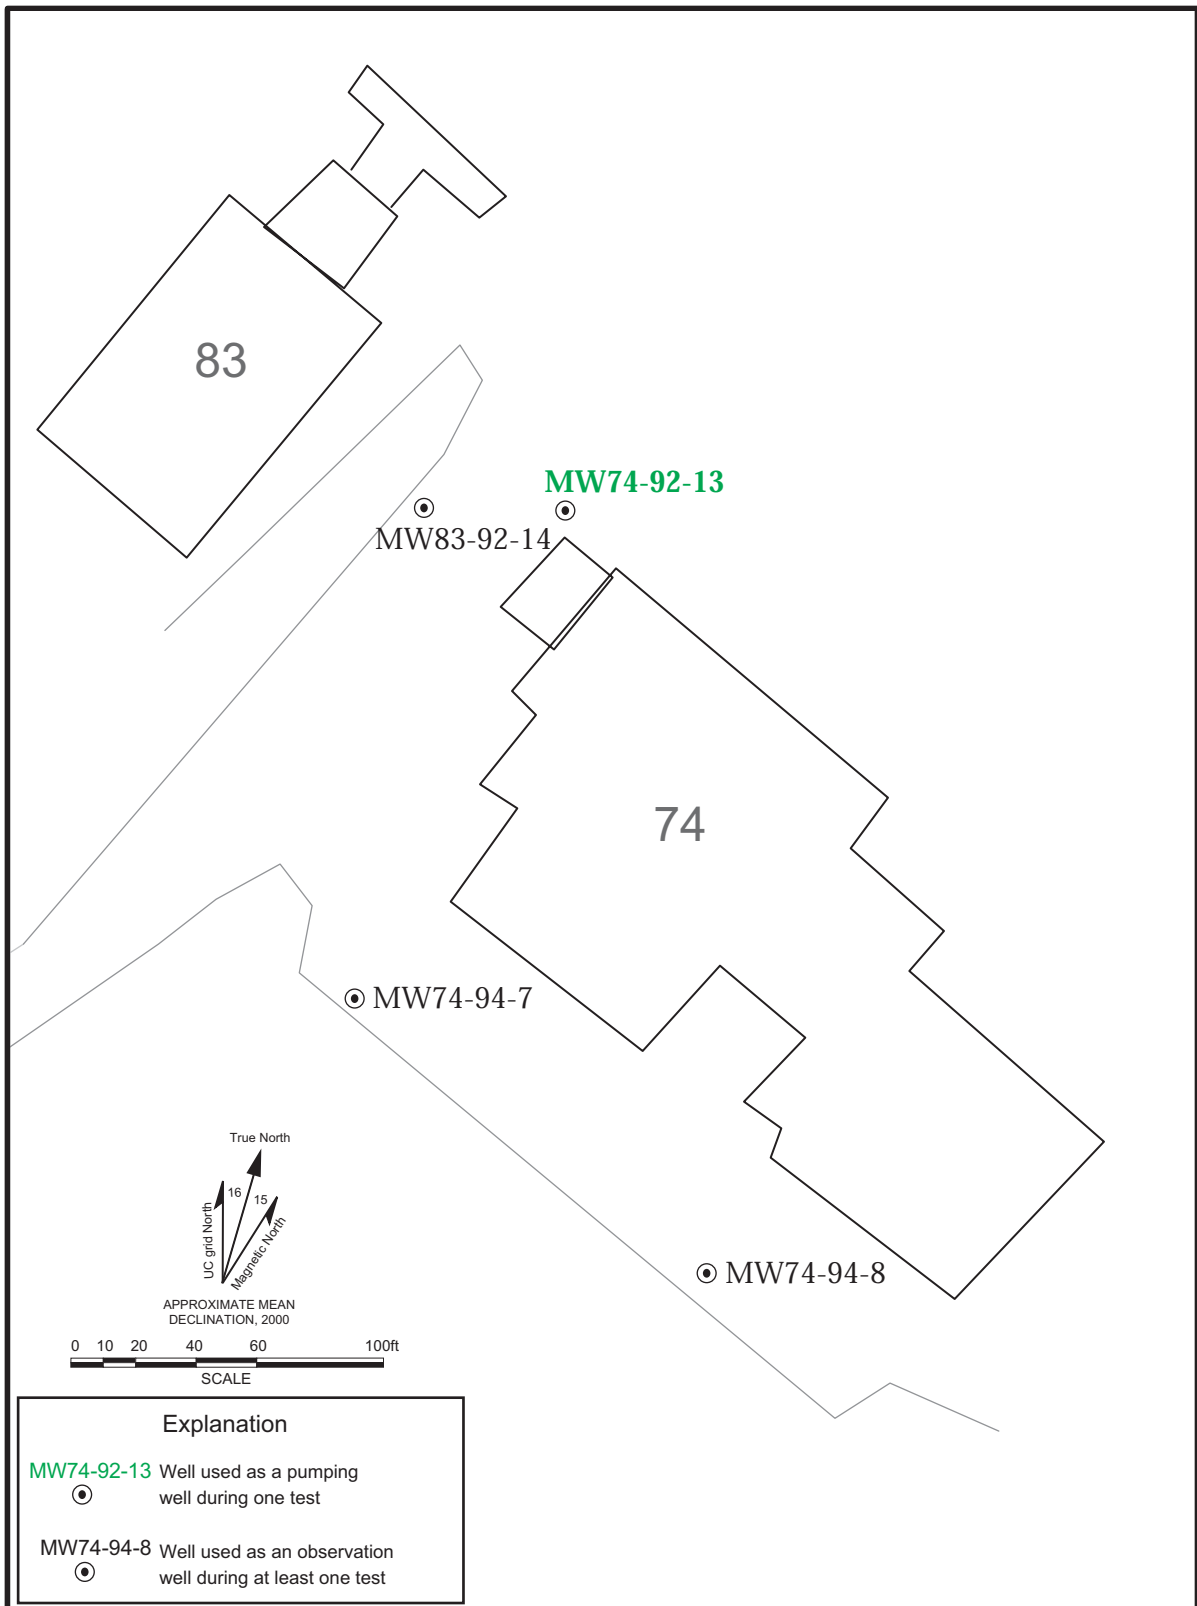 83
MW74-92-13
MW83-92-14
74
MW74-94-7
MW74-94-8
True North
16
15
UC grid North
Magnetic North
APPROXIMATE MEAN
DECLINATION, 2000
0 10 20 40 60 100ft
SCALE
Explanation
MW74-92-13 Well used as a pumping
well during one test
MW74-94-8 Well used as an observation
well during at least one test